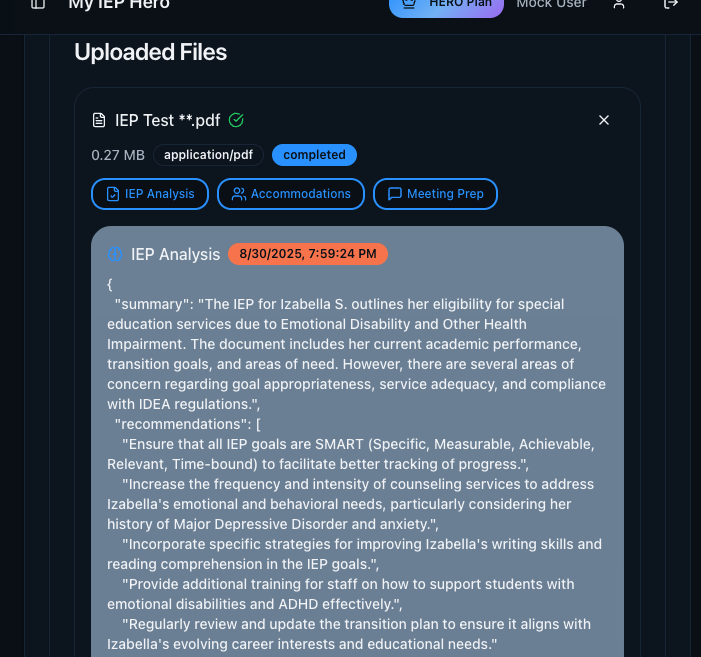 My IEP Hero
HERO Plan
Mock User
Uploaded Files
IEP Test **.pdf
0.27 MB
application/pdf
completed
IEP Analysis
Accommodations
Meeting Prep
IEP Analysis
8/30/2025, 7:59:24 PM
{
"summary": "The IEP for Izabella S. outlines her eligibility for special
education services due to Emotional Disability and Other Health
Impairment. The document includes her current academic performance,
transition goals, and areas of need. However, there are several areas of
concern regarding goal appropriateness, service adequacy, and compliance
with IDEA regulations.",
"recommendations": [
"Ensure that all IEP goals are SMART (Specific, Measurable, Achievable,
Relevant, Time-bound) to facilitate better tracking of progress.",
"Increase the frequency and intensity of counseling services to address
Izabella's emotional and behavioral needs, particularly considering her
history of Major Depressive Disorder and anxiety.",
"Incorporate specific strategies for improving Izabella's writing skills and
reading comprehension in the IEP goals.",
"Provide additional training for staff on how to support students with
emotional disabilities and ADHD effectively.",
"Regularly review and update the transition plan to ensure it aligns with
Izabella's evolving career interests and educational needs."